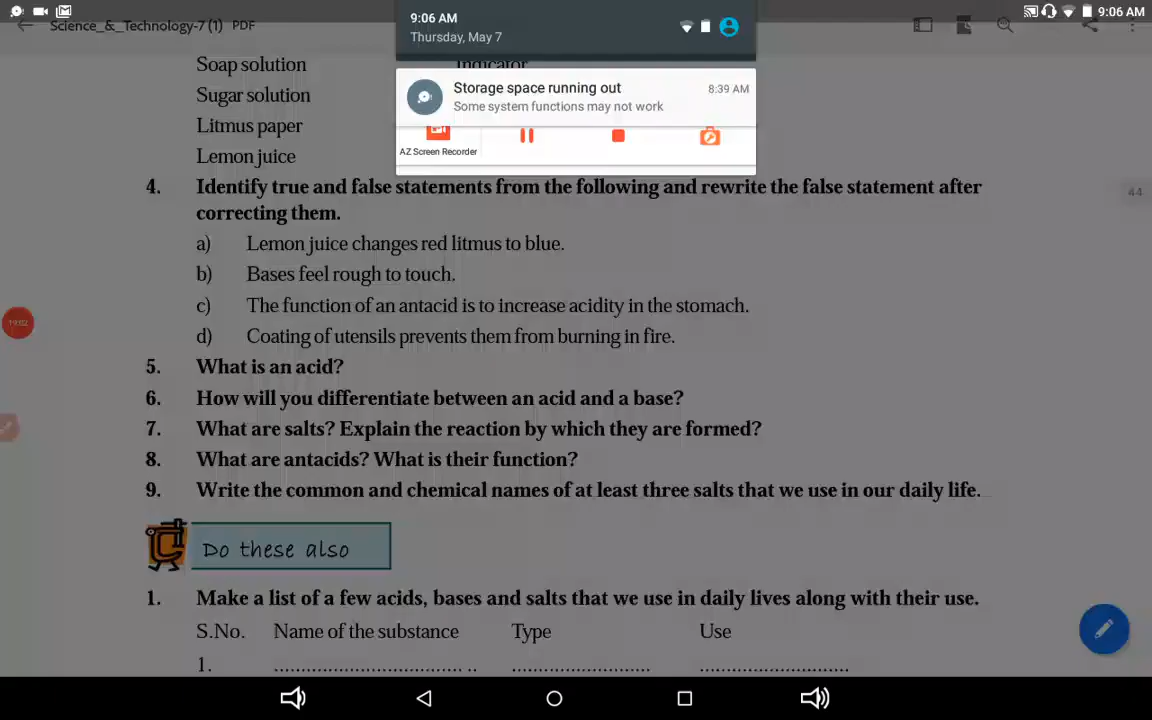 9:06 AM
Science_&_Technology-7 (1) PDF
9:06 AM
Thursday, May 7
Storage space running out
8:39 AM
Some system functions may not work
AZ Screen Recorder
Soap solution
Indicator
Sugar solution
Litmus paper
Lemon juice
44
4. Identify true and false statements from the following and rewrite the false statement after
correcting them.
a) Lemon juice changes red litmus to blue.
b) Bases feel rough to touch.
c) The function of an antacid is to increase acidity in the stomach.
19:02
d) Coating of utensils prevents them from burning in fire.
5. What is an acid?
6. How will you differentiate between an acid and a base?
7. What are salts? Explain the reaction by which they are formed?
8. What are antacids? What is their function?
9. Write the common and chemical names of at least three salts that we use in our daily life.
Do these also
1. Make a list of a few acids, bases and salts that we use in daily lives along with their use.
S.No. Name of the substance Type Use
1. ................................ .. ........................... ...........................